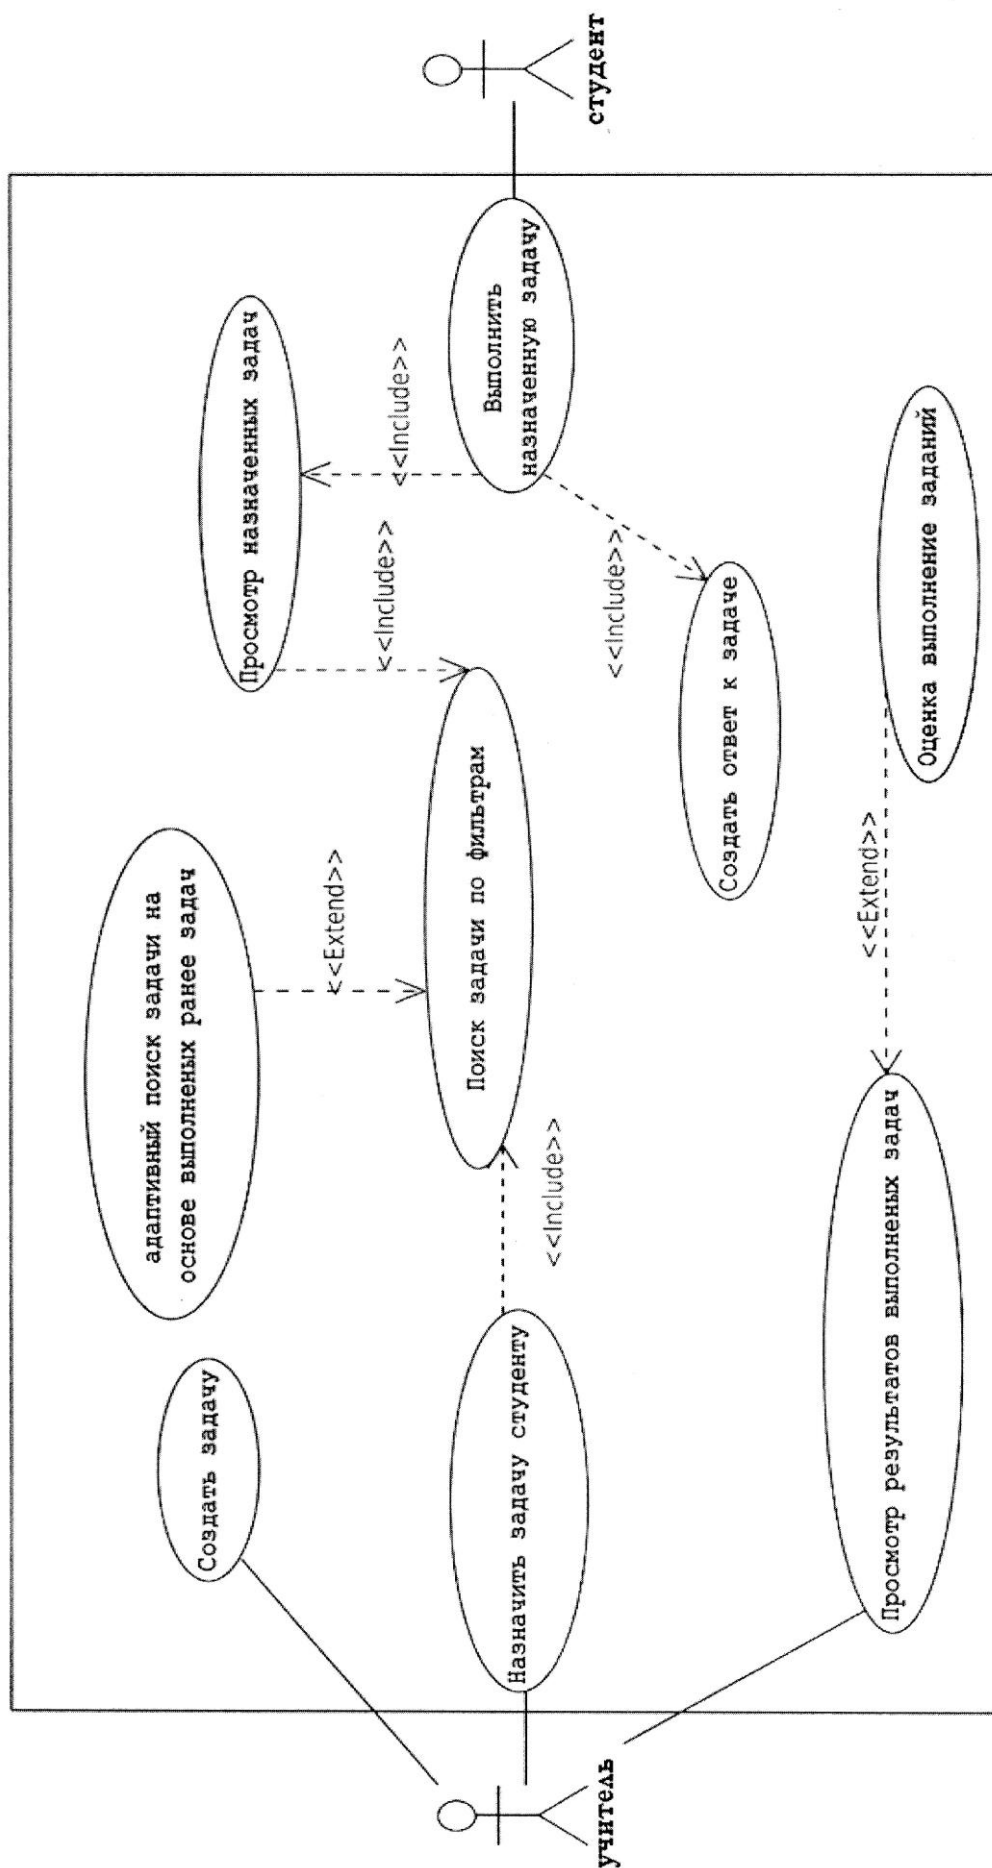 Создать задачу
адаптивный поиск задачи на
основе выполненых ранее задач
Просмотр назначенных задач
<<Extend>>
<<Include>>
<<Include>>
Назначить задачу студенту
<<Include>>
Поиск задачи по фильтрам
Выполнить
назначенную задачу
<<Include>>
учитель
студент
Создать ответ к задаче
Просмотр результатов выполненых задач
<<Extend>>
Оценка выполнение заданий